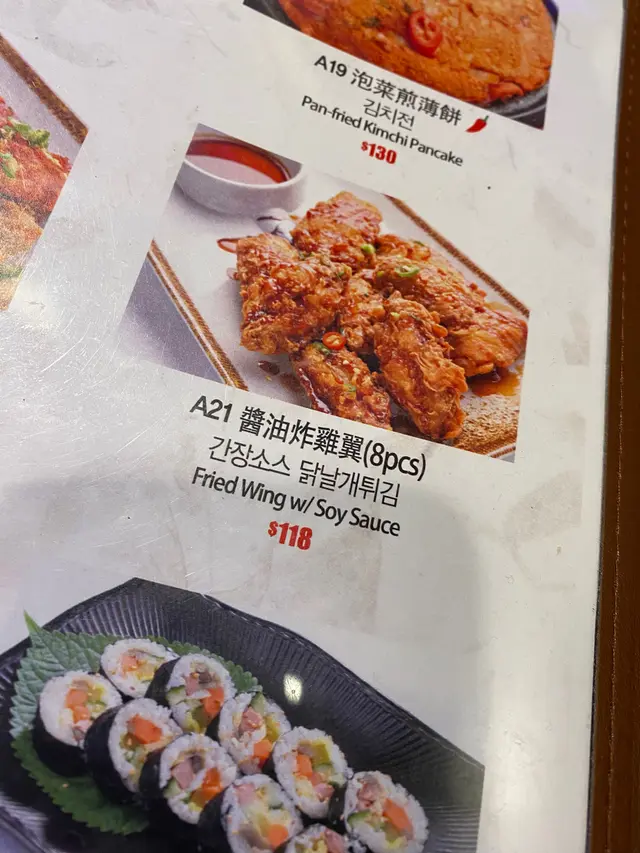 A19 泡菜煎薄餅
김치전
Pan-fried Kimchi Pancake
$130
A21 醬油炸雞翼(8pcs)
간장소스 닭날개튀김
Fried Wing w/ Soy Sauce
$118